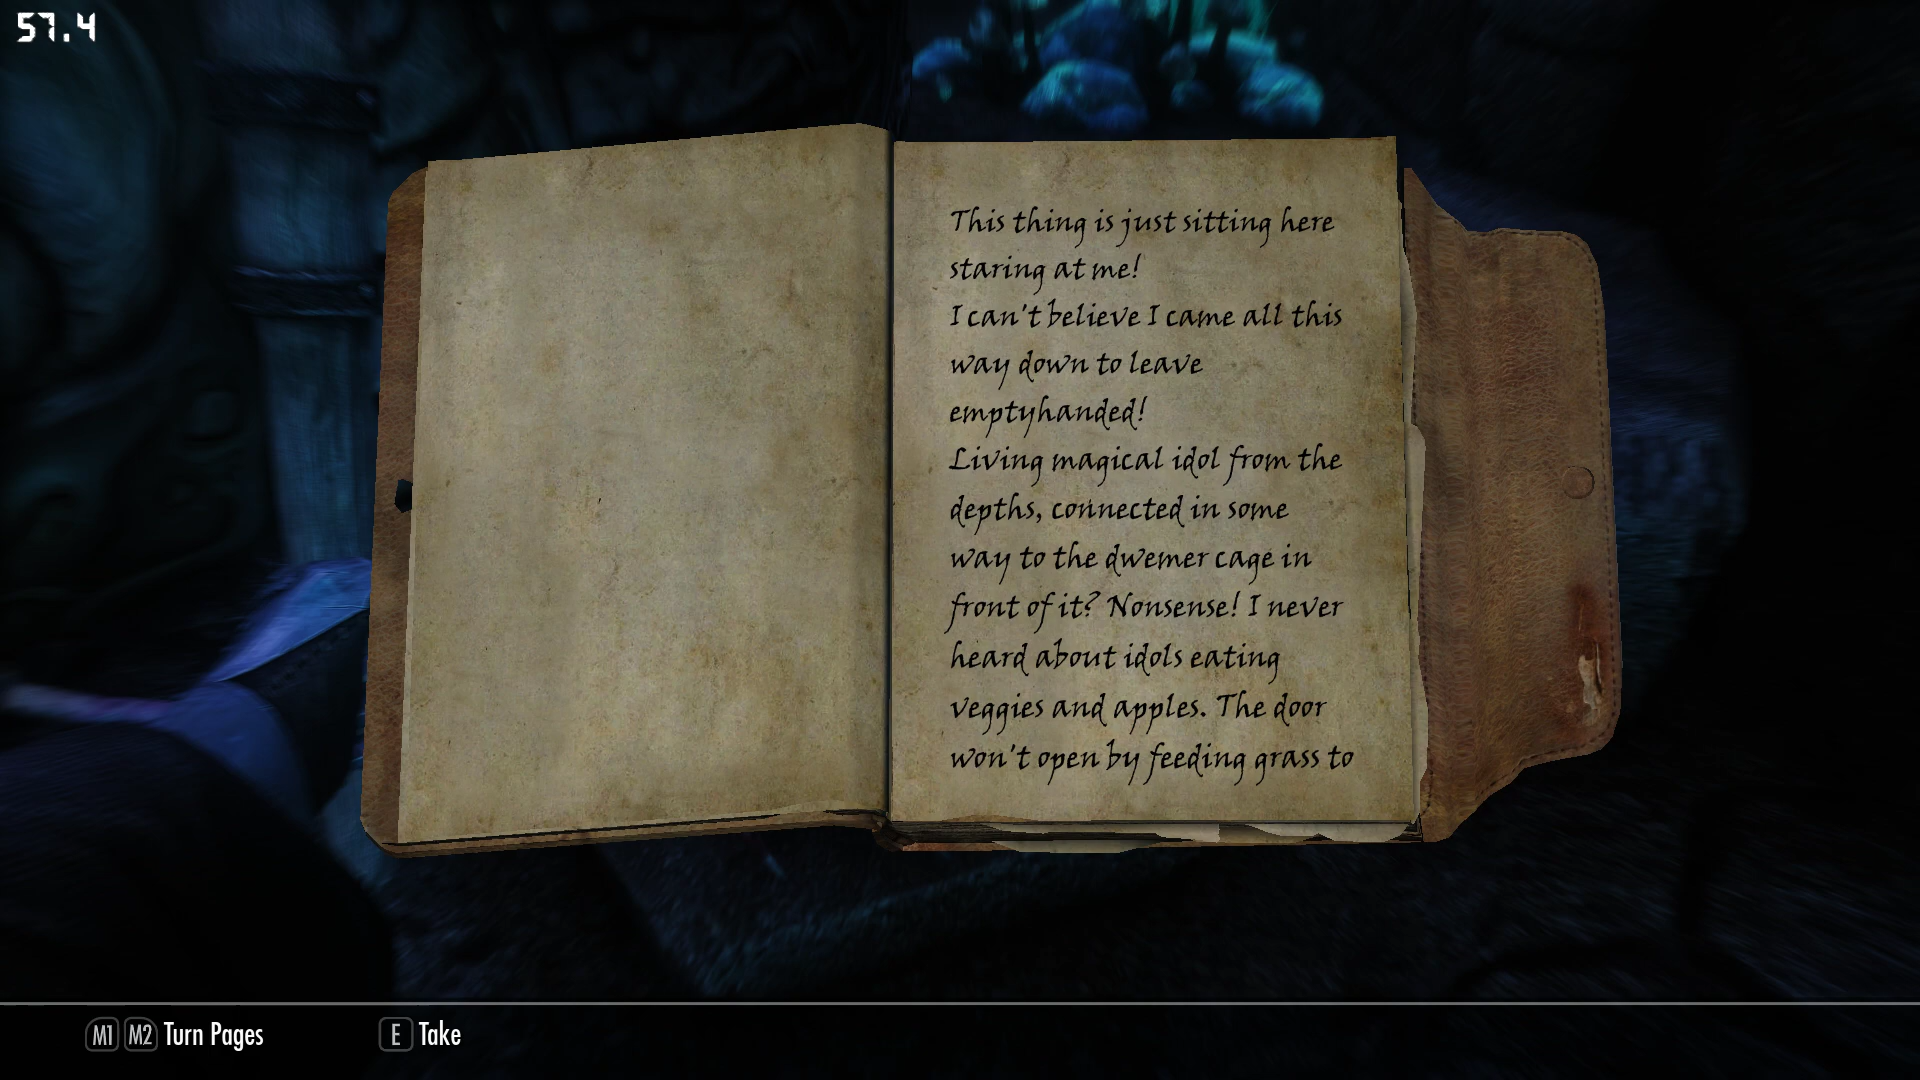 57.4
This thing is just sitting here
staring at me!
I can't believe I came all this
way down to leave
emptyhanded!
Living magical idol from the
depths, connected in some
way to the dwemer cage in
front of it? Nonsense! I never
heard about idols eating
veggies and apples. The door
won't open by feeding grass to
M1 M2 Turn Pages E Take